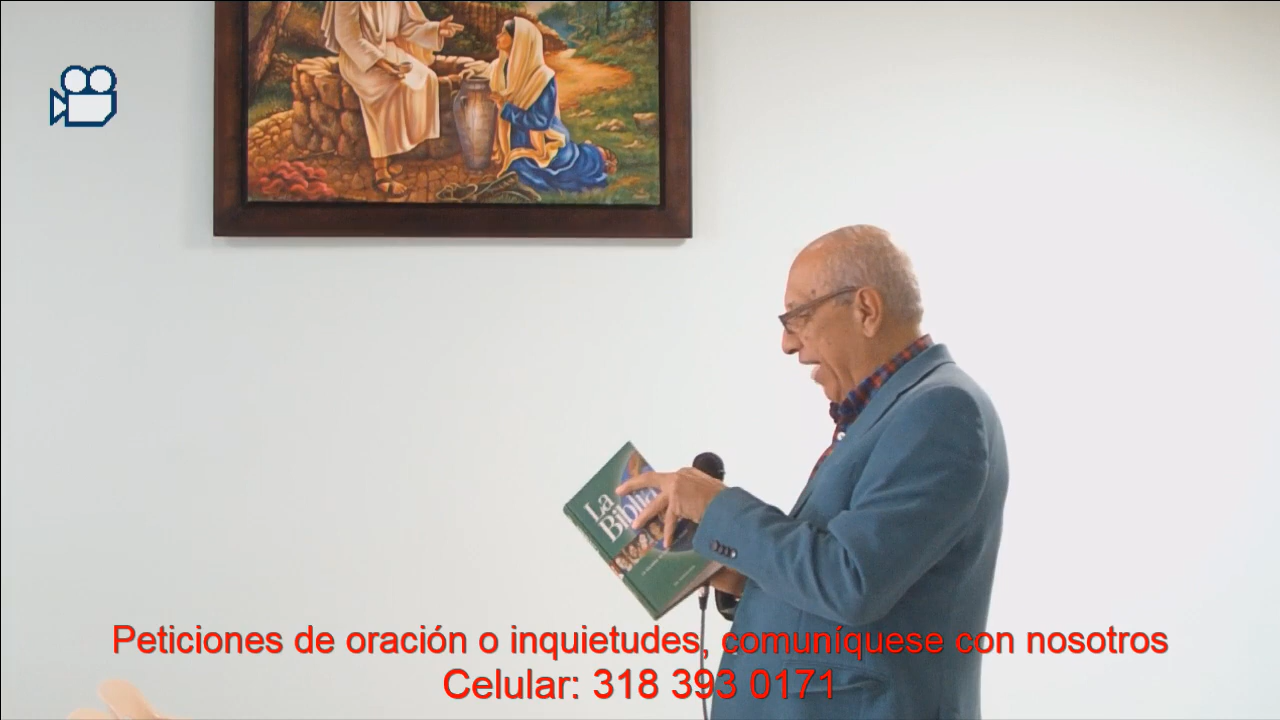 La
Biblia
Peticiones de oración o inquietudes, comuníquese con nosotros
Celular: 318 393 0171